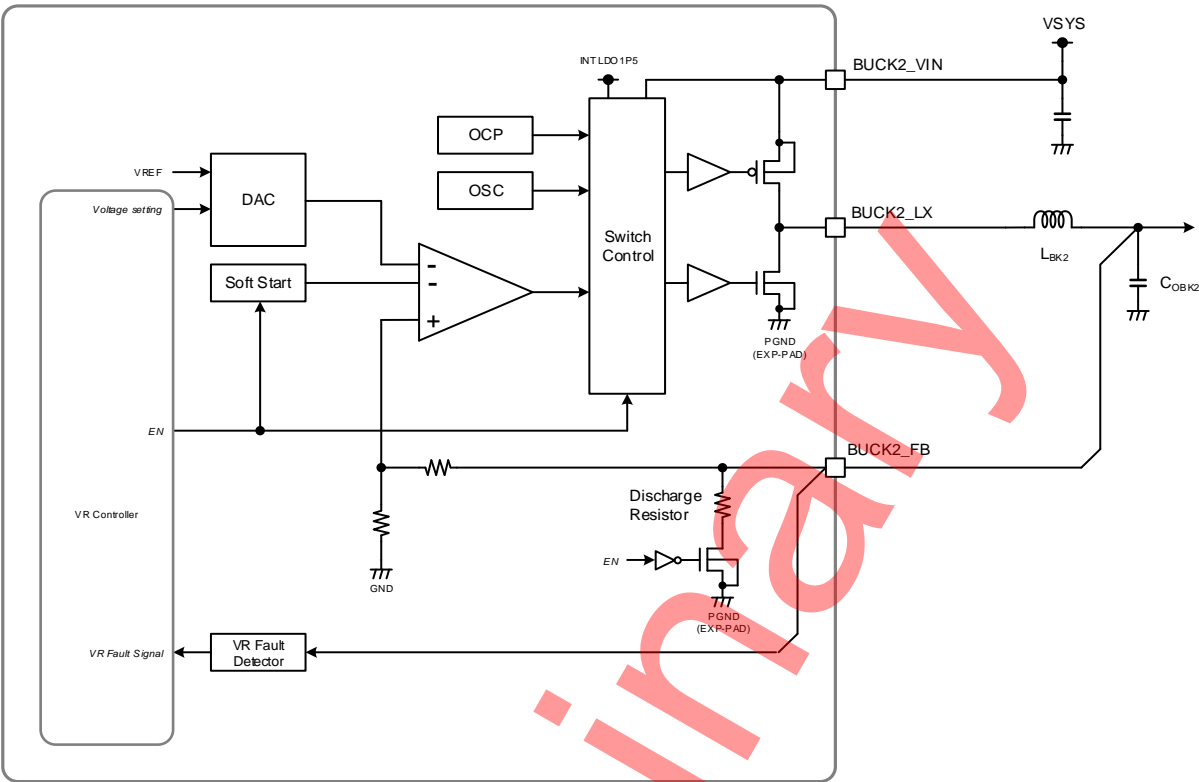 VSYS
BUCK2_VIN
INTLDO1P5
OCP
VREF
DAC
OSC
Voltage setting
BUCK2_LX
Switch
Control
LBK2
Soft Start
-
-
+
COBK2
PGND
(EXP-PAD)
EN
BUCK2_FB
Discharge
Resistor
VR Controller
EN
GND
PGND
(EXP-PAD)
VR Fault Signal
VR Fault
Detector
inary